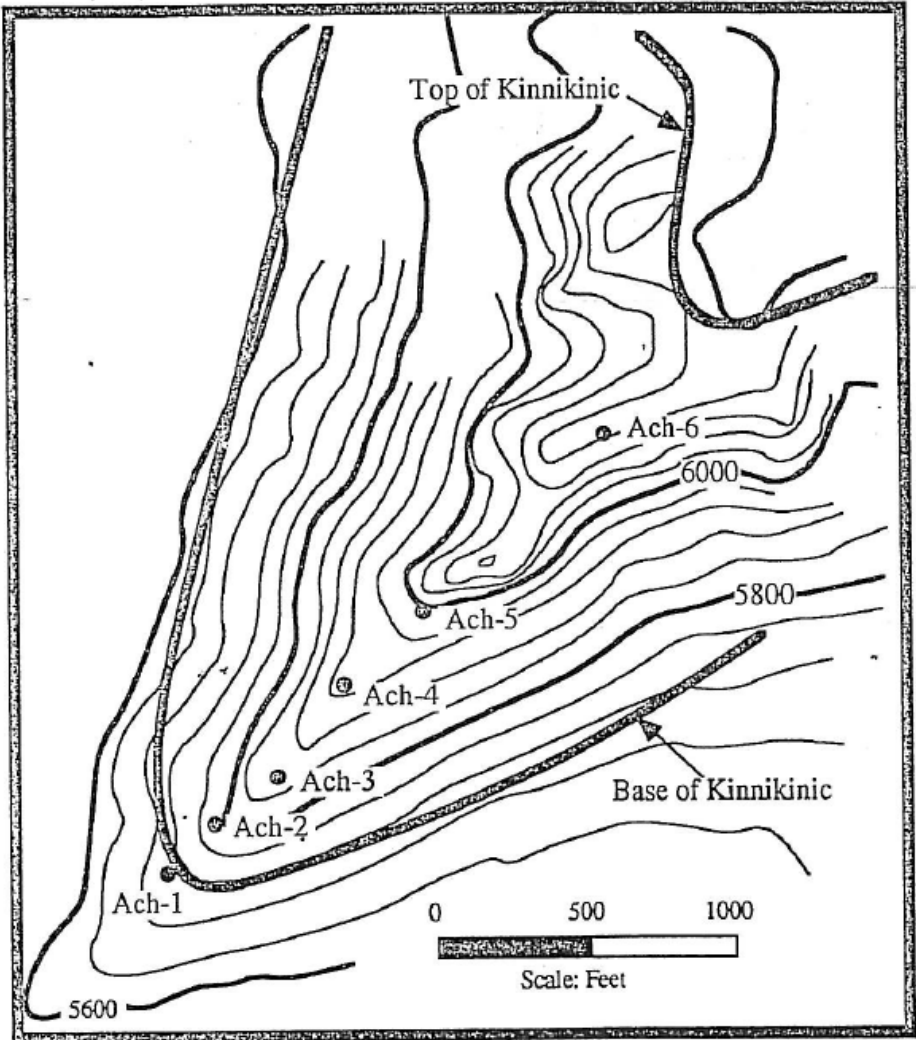 Top of Kinnikinic
Ach-6
6000
5800
Ach-5
Ach-4
Ach-3
Base of Kinnikinic
Ach-2
Ach-1
0 500 1000
Scale: Feet
5600